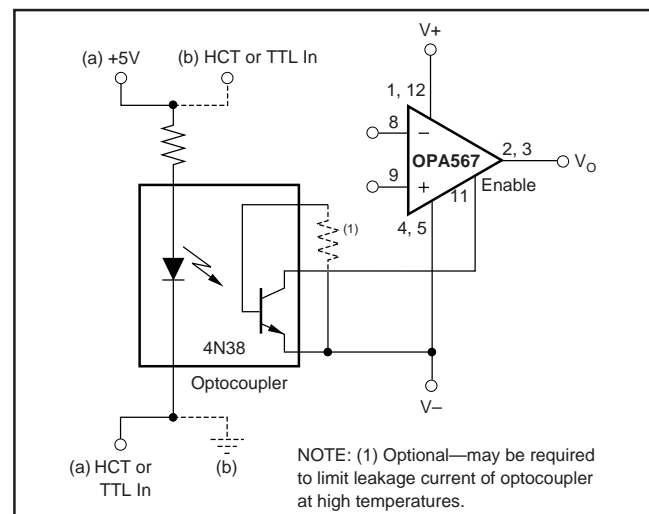 V+
(a) +5V
(b) HCT or TTL In
1, 12
8
–
OPA567
2, 3
V_O
9
+
Enable
11
4, 5
(1)
4N38
Optocoupler
V–
(a) HCT or
TTL In
(b)
NOTE: (1) Optional—may be required
to limit leakage current of optocoupler
at high temperatures.